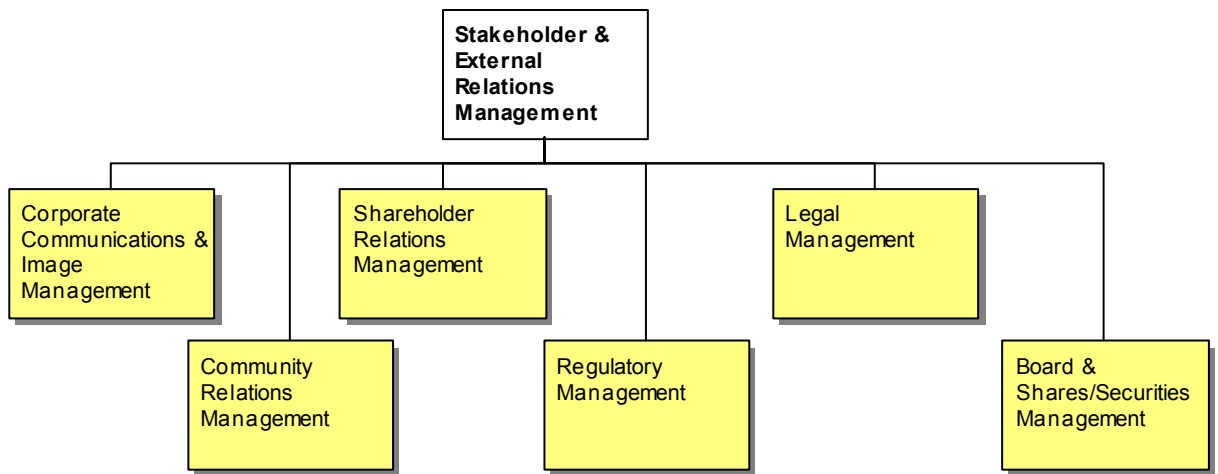 Stakeholder &
External
Relations
Management
Corporate
Communications &
Image
Management
Shareholder
Relations
Management
Legal
Management
Community
Relations
Management
Regulatory
Management
Board &
Shares/Securities
Management